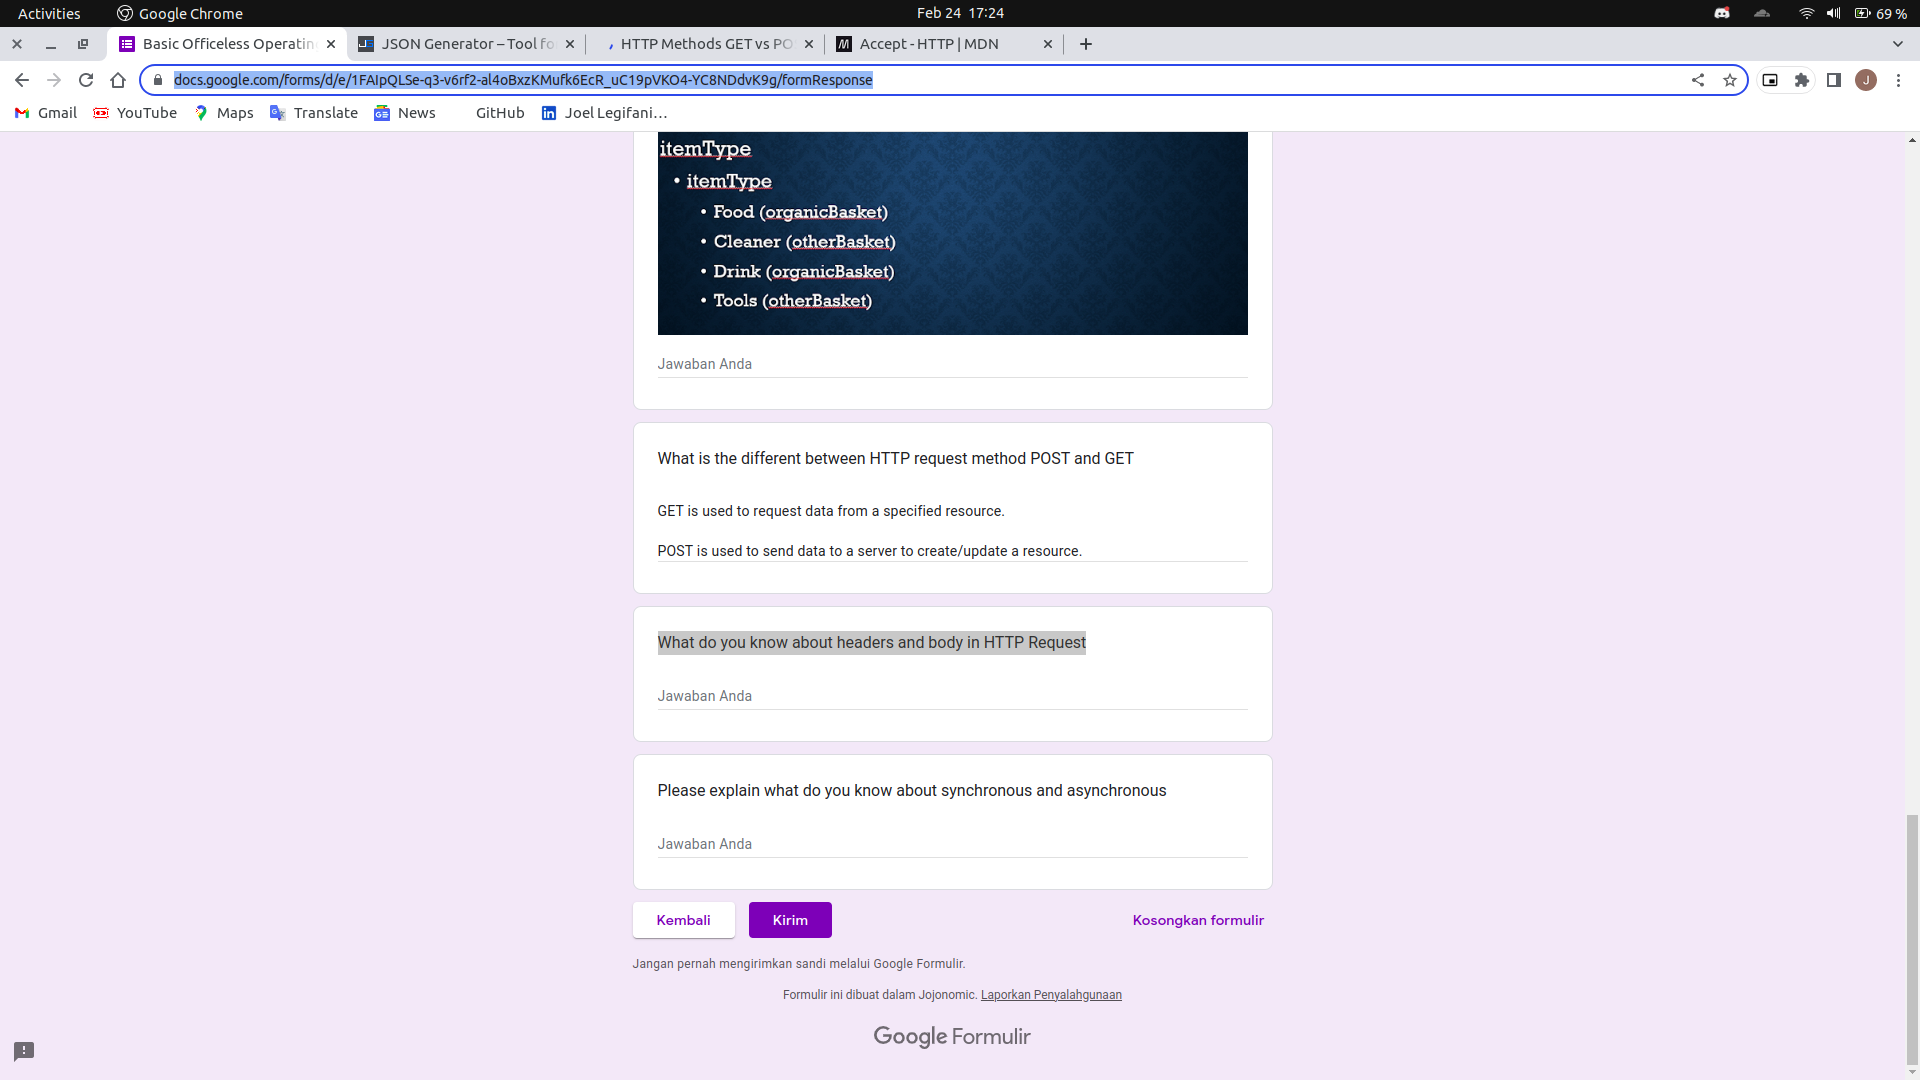 Activities
Google Chrome
Feb 24 17:24
69 %
Basic Officeless Operatin
JSON Generator – Tool fo
HTTP Methods GET vs PO
Accept - HTTP | MDN
docs.google.com/forms/d/e/1FAIpQLSe-q3-v6rf2-al4oBxzKMufk6EcR_uC19pVKO4-YC8NDdvK9g/formResponse
J
Gmail
YouTube
Maps
Translate
News
GitHub
Joel Legifani…
itemType
• itemType
• Food (organicBasket)
• Cleaner (otherBasket)
• Drink (organicBasket)
• Tools (otherBasket)
Jawaban Anda
What is the different between HTTP request method POST and GET
GET is used to request data from a specified resource.
POST is used to send data to a server to create/update a resource.
What do you know about headers and body in HTTP Request
Jawaban Anda
Please explain what do you know about synchronous and asynchronous
Jawaban Anda
Kembali
Kirim
Kosongkan formulir
Jangan pernah mengirimkan sandi melalui Google Formulir.
Formulir ini dibuat dalam Jojonomic. Laporkan Penyalahgunaan
Google Formulir